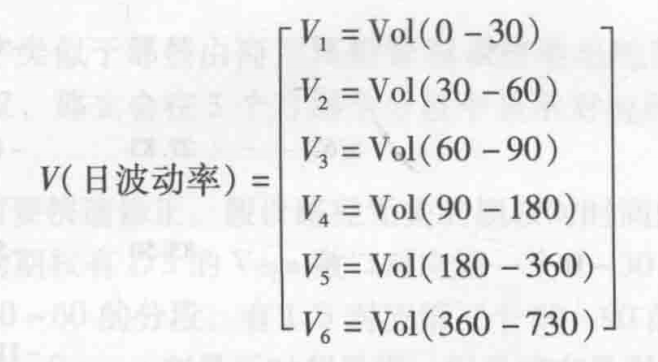 V₁ = Vol(0 – 30)
V₂ = Vol(30 – 60)
V₃ = Vol(60 – 90)
V(日波动率) =
V₄ = Vol(90 – 180)
V₅ = Vol(180 – 360)
V₆ = Vol(360 – 730)